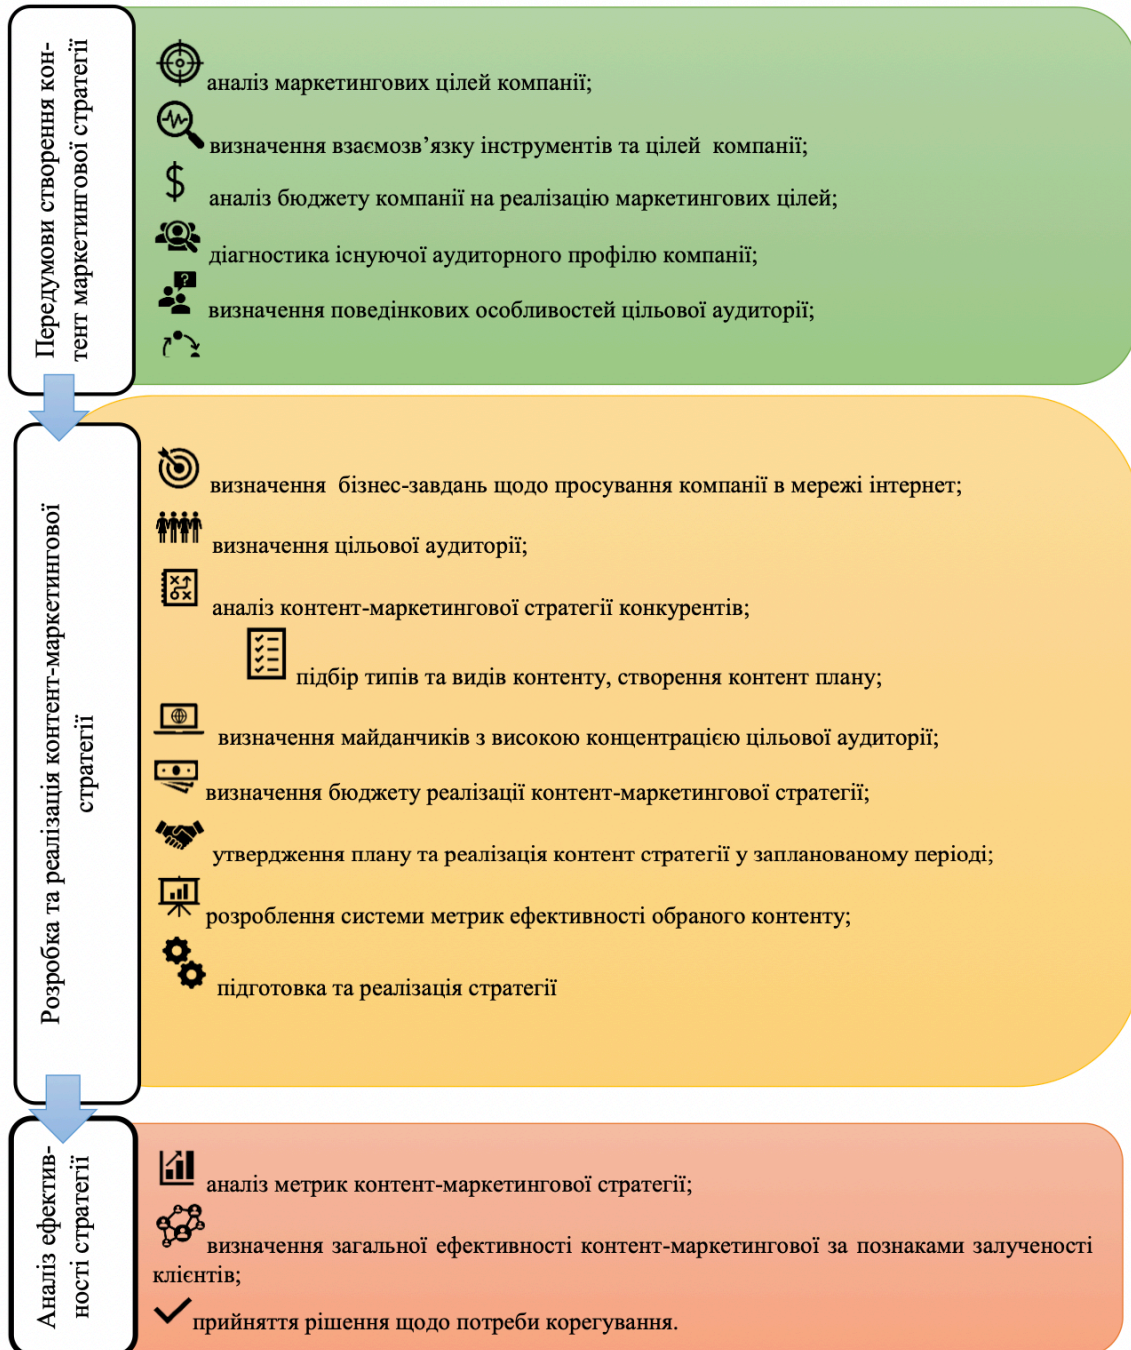 Передумови створення кон-
тент маркетингової стратегії
аналіз маркетингових цілей компанії;
визначення взаємозв’язку інструментів та цілей компанії;
$
аналіз бюджету компанії на реалізацію маркетингових цілей;
діагностика існуючої аудиторного профілю компанії;
?
визначення поведінкових особливостей цільової аудиторії;
Розробка та реалізація контент-маркетингової
стратегії
визначення бізнес-завдань щодо просування компанії в мережі інтернет;
визначення цільової аудиторії;
аналіз контент-маркетингової стратегії конкурентів;
підбір типів та видів контенту, створення контент плану;
визначення майданчиків з високою концентрацією цільової аудиторії;
визначення бюджету реалізації контент-маркетингової стратегії;
утвердження плану та реалізація контент стратегії у запланованому періоді;
розроблення системи метрик ефективності обраного контенту;
підготовка та реалізація стратегії
Аналіз ефектив-
ності стратегії
аналіз метрик контент-маркетингової стратегії;
визначення загальної ефективності контент-маркетингової за познаками залученості
клієнтів;
прийняття рішення щодо потреби корегування.